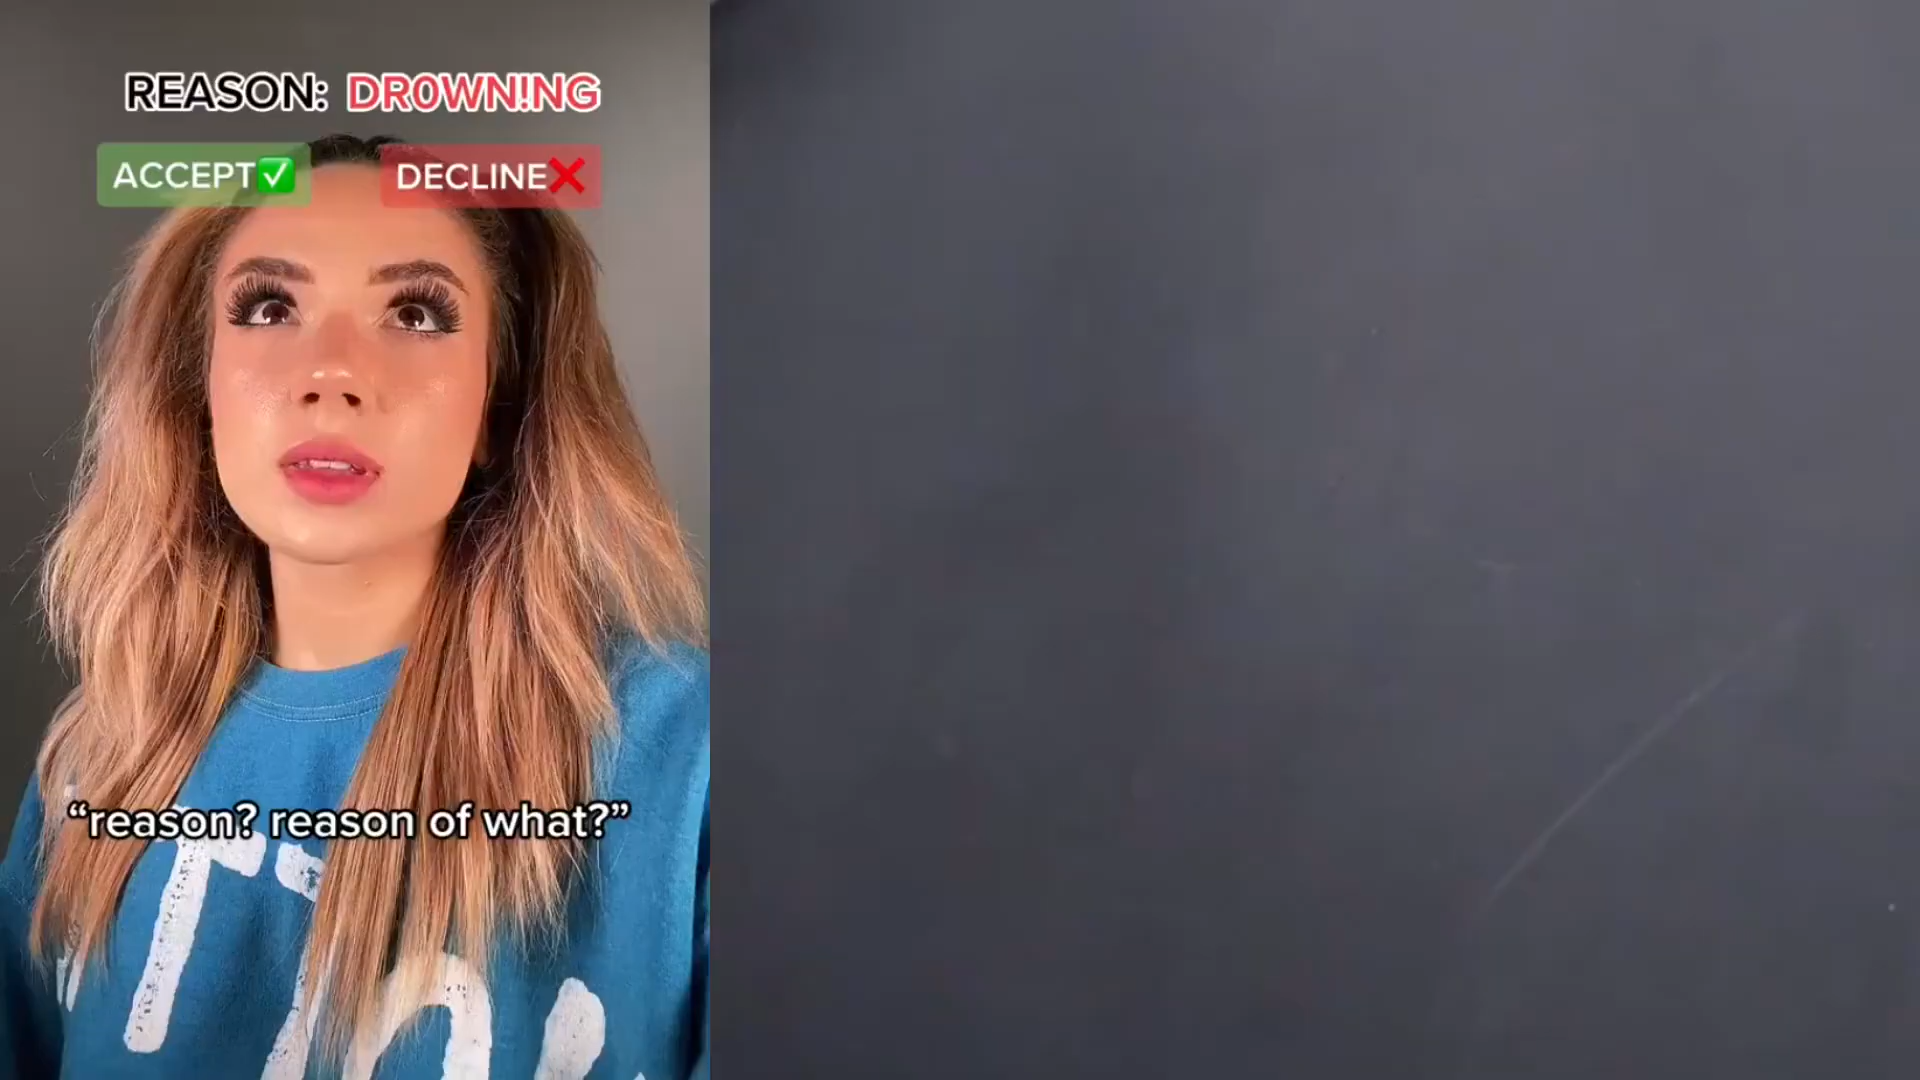 REASON: DR0WN!NG
ACCEPT✅ DECLINE❌
“reason? reason of what?”